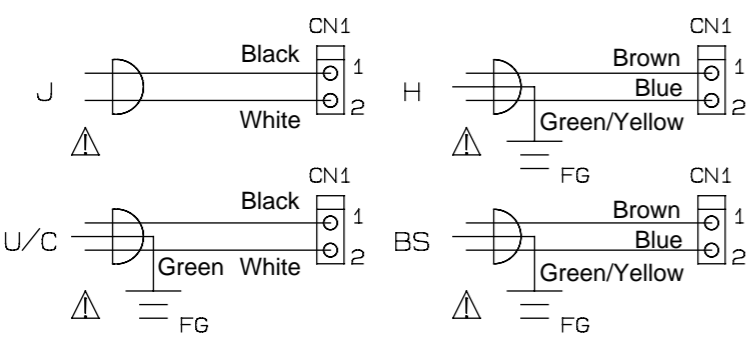 CN1
Black
1
J
2
White
CN1
Brown
1
H
Blue
2
Green/Yellow
FG
CN1
Black
1
U/C
2
Green White
FG
CN1
Brown
1
BS
Blue
2
Green/Yellow
FG